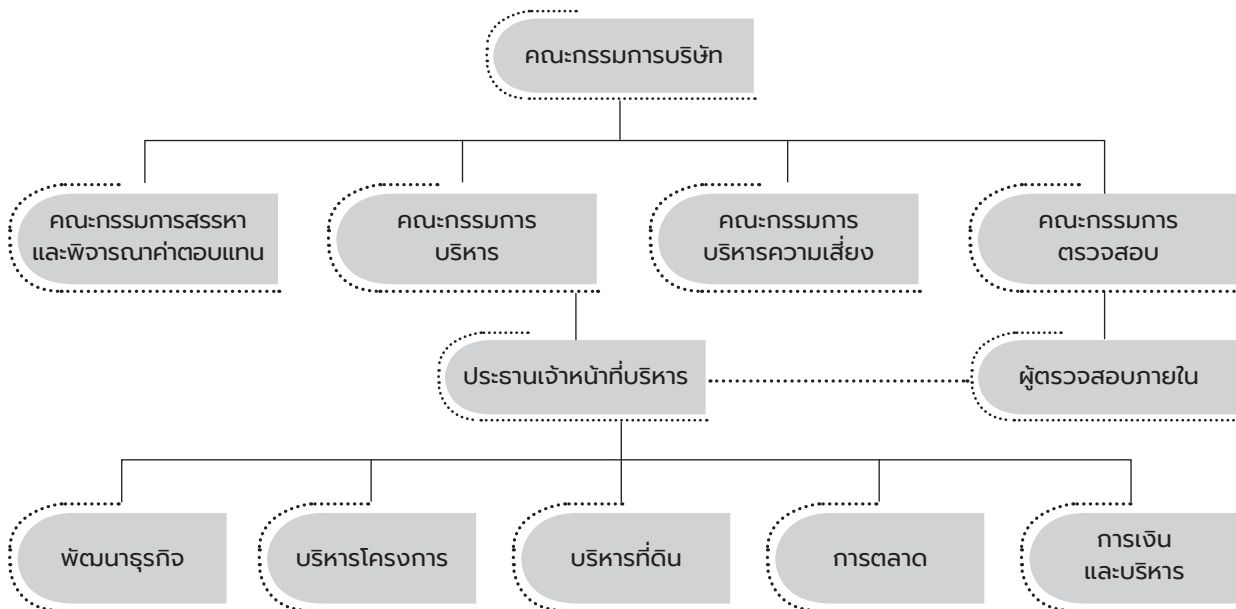 คณะกรรมการบริษัท
คณะกรรมการสรรหา
และพิจารณาค่าตอบแทน
คณะกรรมการ
บริหาร
คณะกรรมการ
บริหารความเสี่ยง
คณะกรรมการ
ตรวจสอบ
ประธานเจ้าหน้าที่บริหาร
ผู้ตรวจสอบภายใน
พัฒนาธุรกิจ
บริหารโครงการ
บริหารที่ดิน
การตลาด
การเงิน
และบริหาร